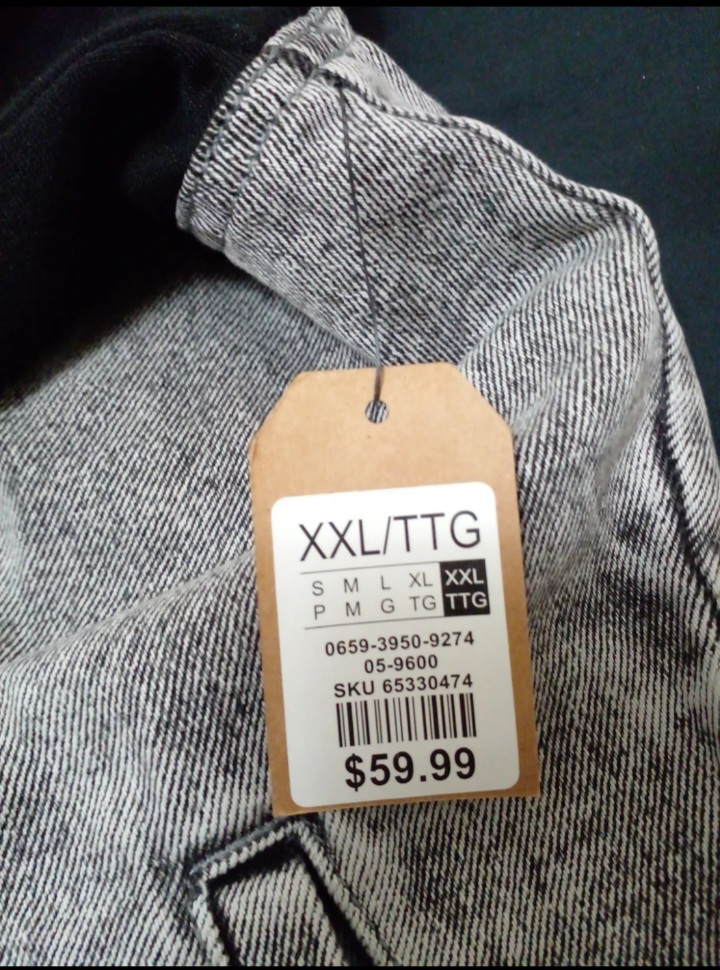 XXL/TTG
S M L XL XXL
P M G TG TTG
0659-3950-9274
05-9600
SKU 65330474
$59.99